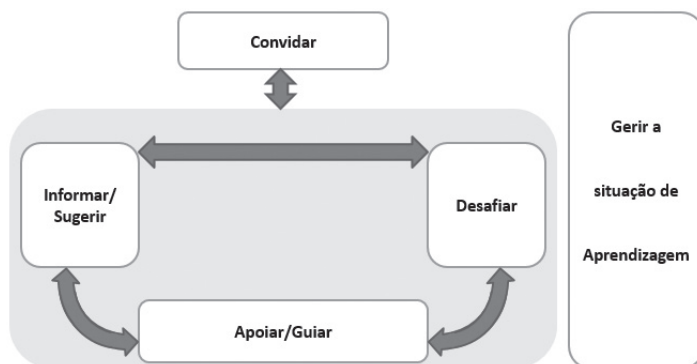 Convidar
Informar/
Sugerir
Desafiar
Apoiar/Guiar
Gerir a
situação de
Aprendizagem